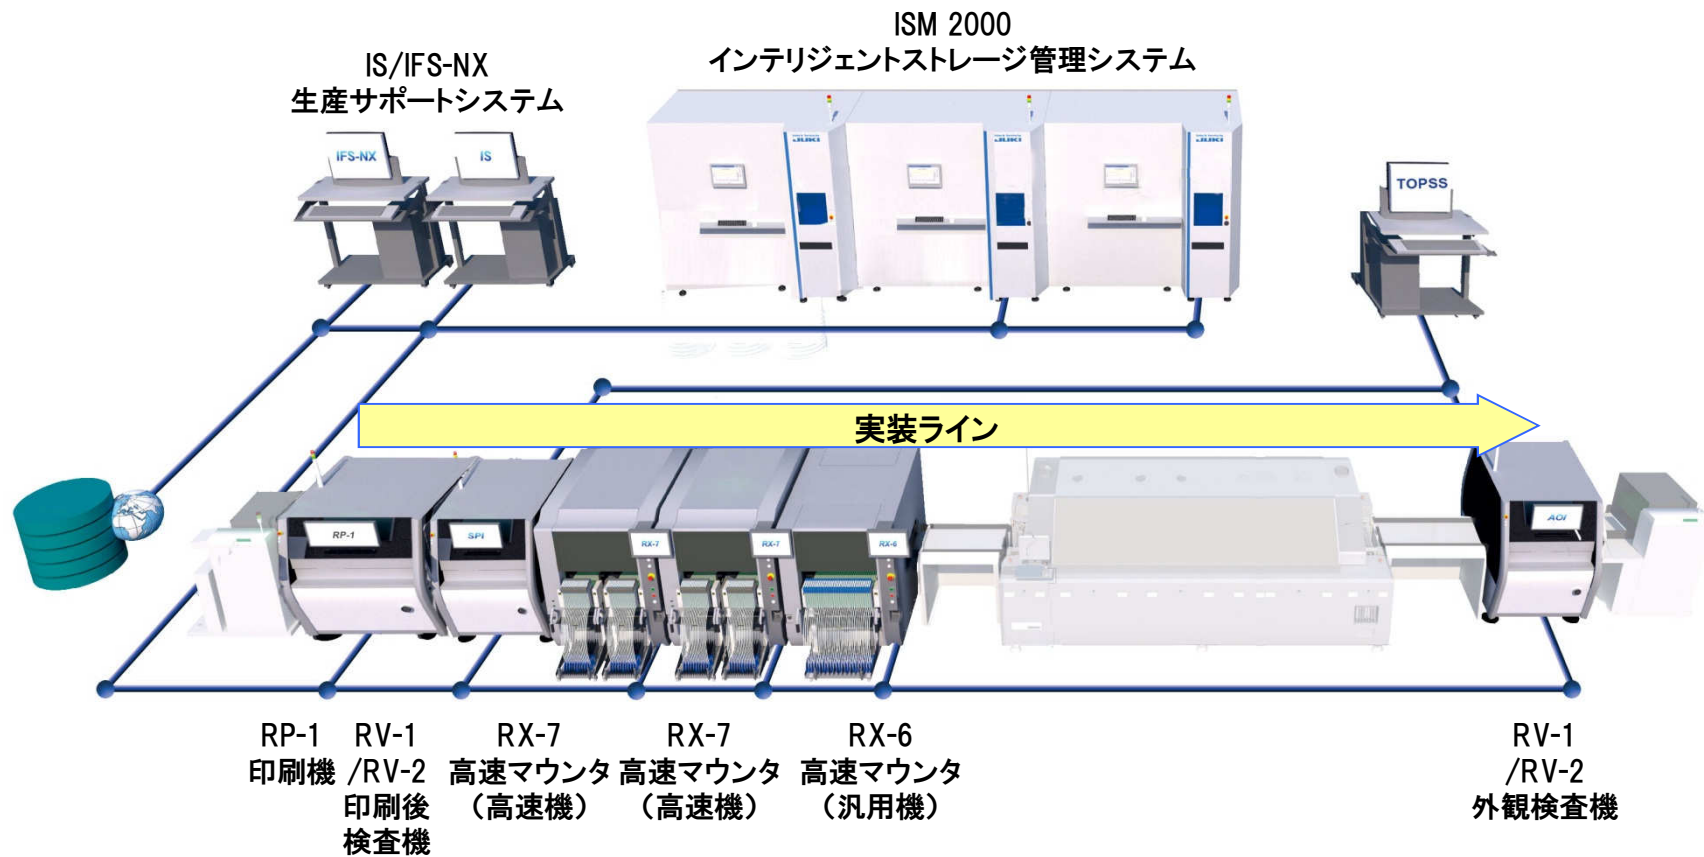 ISM 2000
インテリジェントストレージ管理システム
IS/IFS-NX
生産サポートシステム
IFS-NX
IS
JUKI
JUKI
JUKI
TOPSS
実装ライン
RP-1
SPI
RX-7
RX-7
RX-6
AOI
RP-1
印刷機
RV-1
/RV-2
印刷後
検査機
RX-7
高速マウンタ
（高速機）
RX-7
高速マウンタ
（高速機）
RX-6
高速マウンタ
（汎用機）
RV-1
/RV-2
外観検査機